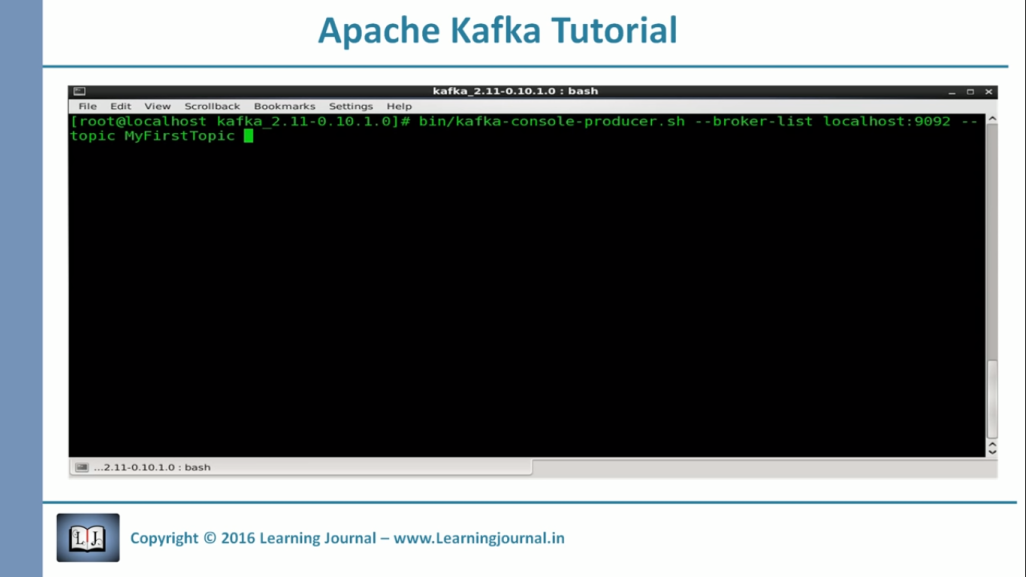 Apache Kafka Tutorial
kafka_2.11-0.10.1.0 : bash
File Edit View Scrollback Bookmarks Settings Help
[root@localhost kafka_2.11-0.10.1.0]# bin/kafka-console-producer.sh --broker-list localhost:9092 --
topic MyFirstTopic
...2.11-0.10.1.0 : bash
LJ
Copyright © 2016 Learning Journal – www.Learningjournal.in